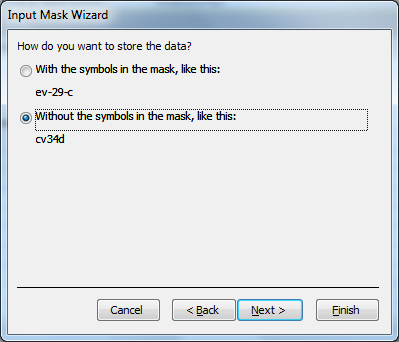 Input Mask Wizard
How do you want to store the data?
With the symbols in the mask, like this:
ev-29-c
Without the symbols in the mask, like this:
cv34d
Cancel
< Back
Next >
Finish